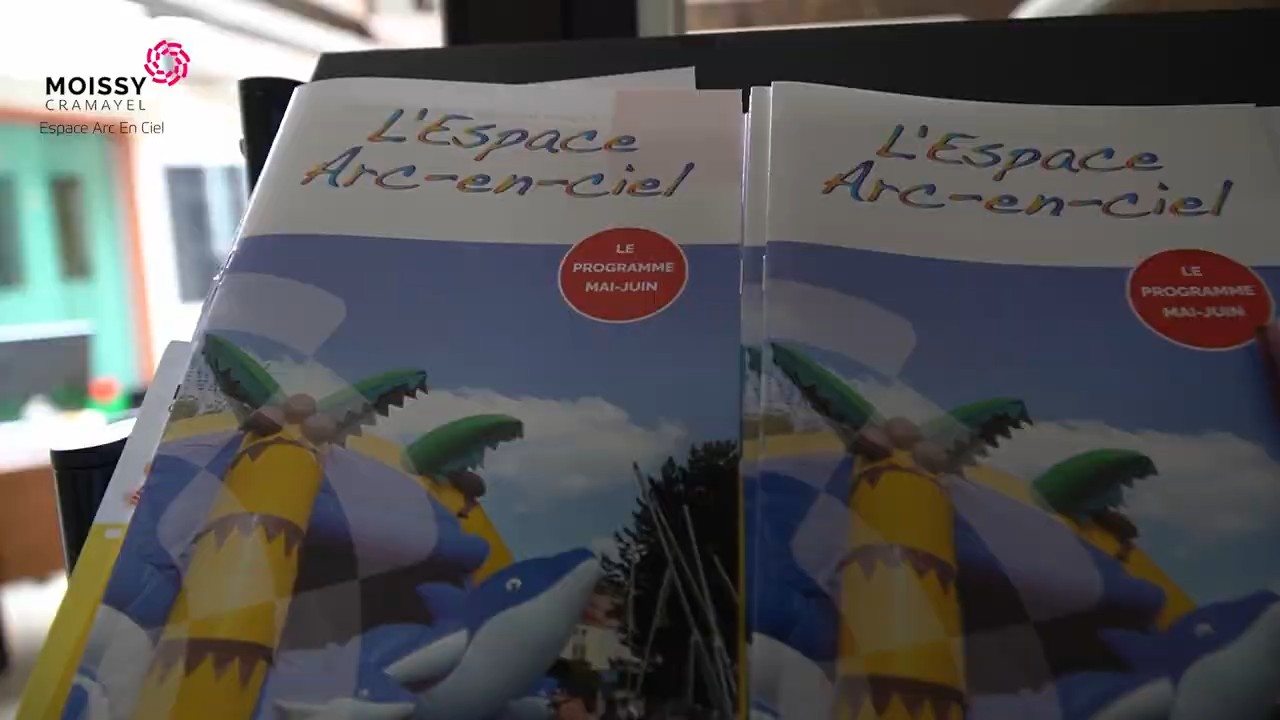 MOISSY
CRAMAYEL
Espace Arc En Ciel
L'Espace
Arc-en-ciel
LE
PROGRAMME
MAI-JUIN
L'Espace
Arc-en-ciel
LE
PROGRAMME
MAI-JUIN